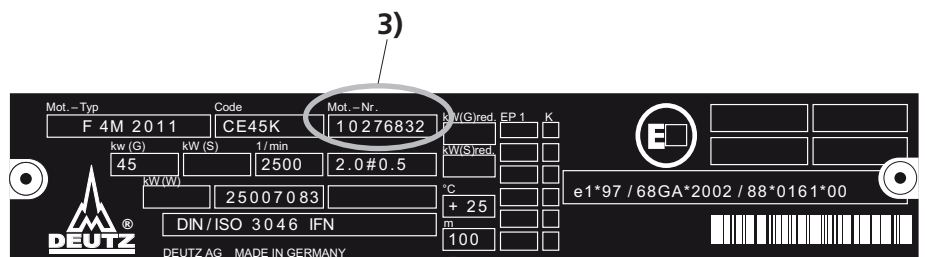 3)
Mot.–Typ Code Mot.–Nr. kW(G)red. EP 1 K
F 4M 2011 CE45K 10276832
kw (G) kW (S) 1/min kW(S)red.
45 2500 2.0#0.5
kW (W) °C
25007083 + 25
e1*97 / 68GA*2002 / 88*0161*00
DIN / ISO 3046 IFN m
100
DEUTZ ®
DEUTZ AG MADE IN GERMANY
E